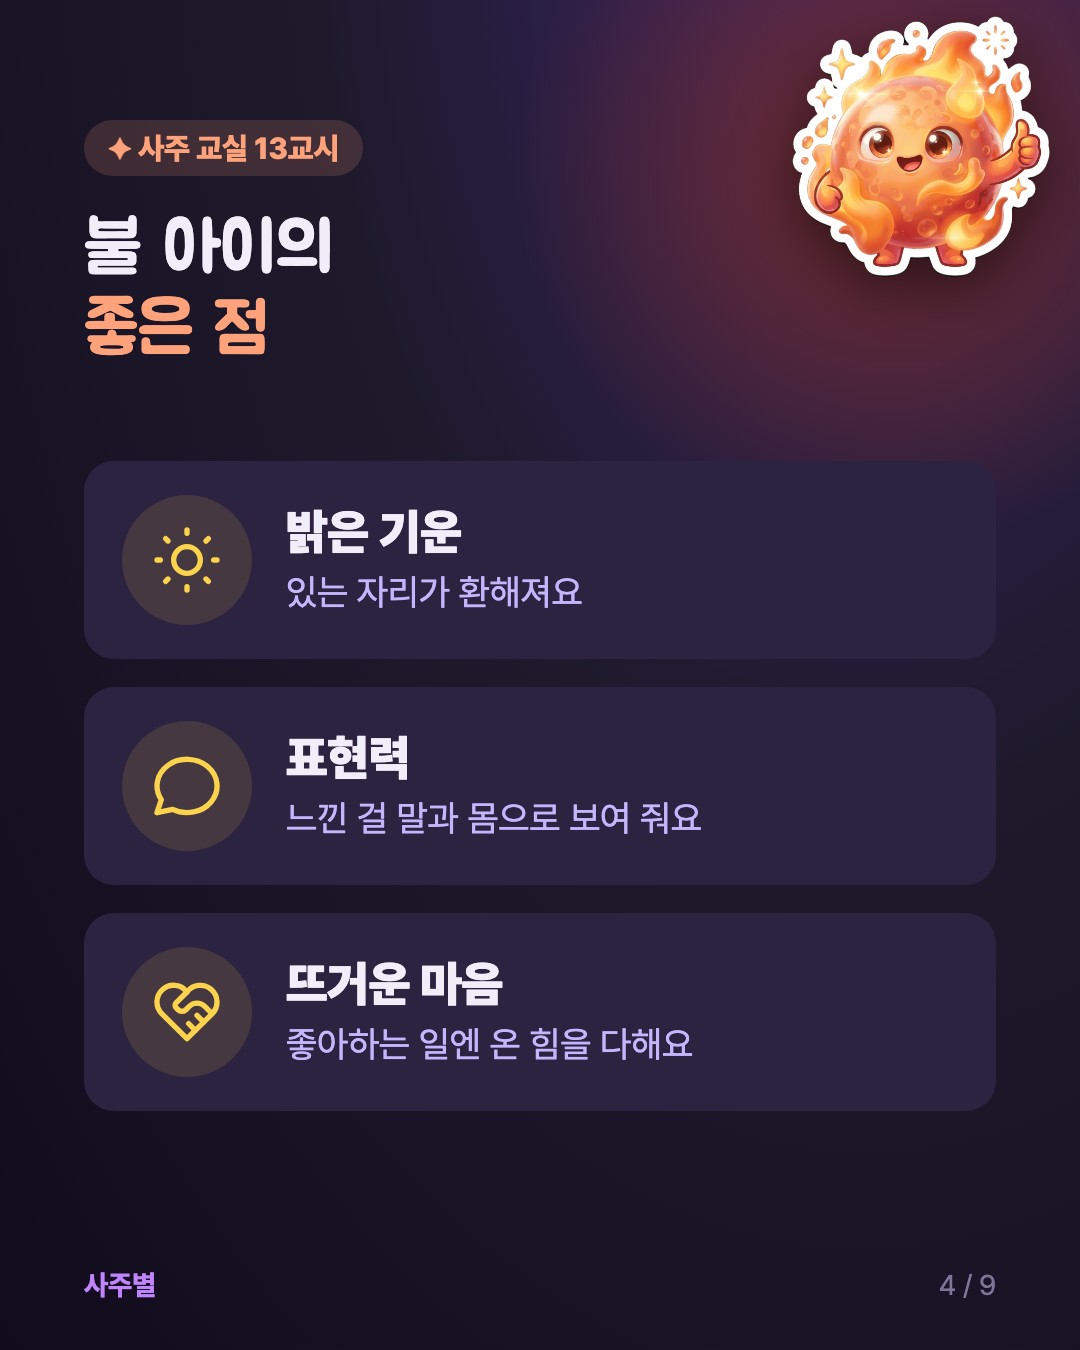 ✦ 사주 교실 13교시
불 아이의
좋은 점
밝은 기운
있는 자리가 환해져요
표현력
느낀 걸 말과 몸으로 보여 줘요
뜨거운 마음
좋아하는 일엔 온 힘을 다해요
사주별
4 / 9